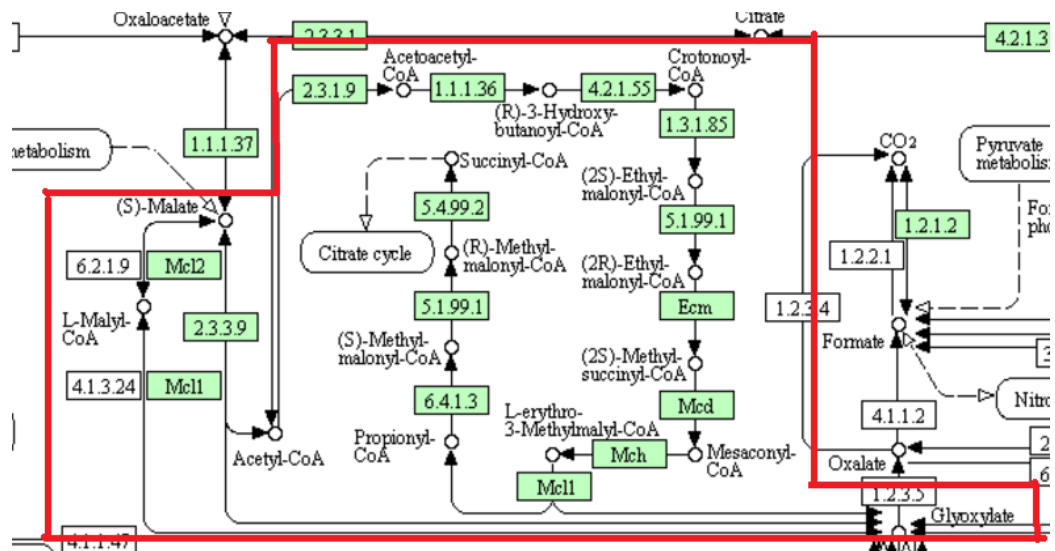 Oxaloacetate
2.3.3.1
Citrate
4.2.1.3
Acetoacetyl-
CoA
Crotonoyl-
CoA
2.3.1.9
1.1.1.36
4.2.1.55
(R)-3-Hydroxy-
butanoyl-CoA
1.3.1.85
1.1.1.37
metabolism
CO2
Pyruvate
metabolism
Succinyl-CoA
(2S)-Ethyl-
malonyl-CoA
(S)-Malate
5.4.99.2
5.1.99.1
1.2.1.2
Citrate cycle
(R)-Methyl-
malonyl-CoA
(2R)-Ethyl-
malonyl-CoA
1.2.2.1
6.2.1.9
Mcl2
5.1.99.1
Ecm
1.2.3.4
L-Malyl-
CoA
2.3.3.9
(S)-Methyl-
malonyl-CoA
(2S)-Methyl-
succinyl-CoA
Formate
4.1.3.24
Mcl1
6.4.1.3
Mcd
L-erythro-
3-Methylmalyl-CoA
4.1.1.2
Nitro
Acetyl-CoA
Propionyl-
CoA
Mch
Mesaconyl-
CoA
Oxalate
Mcl1
1.2.3.5
Glyoxylate
4.1.1.47